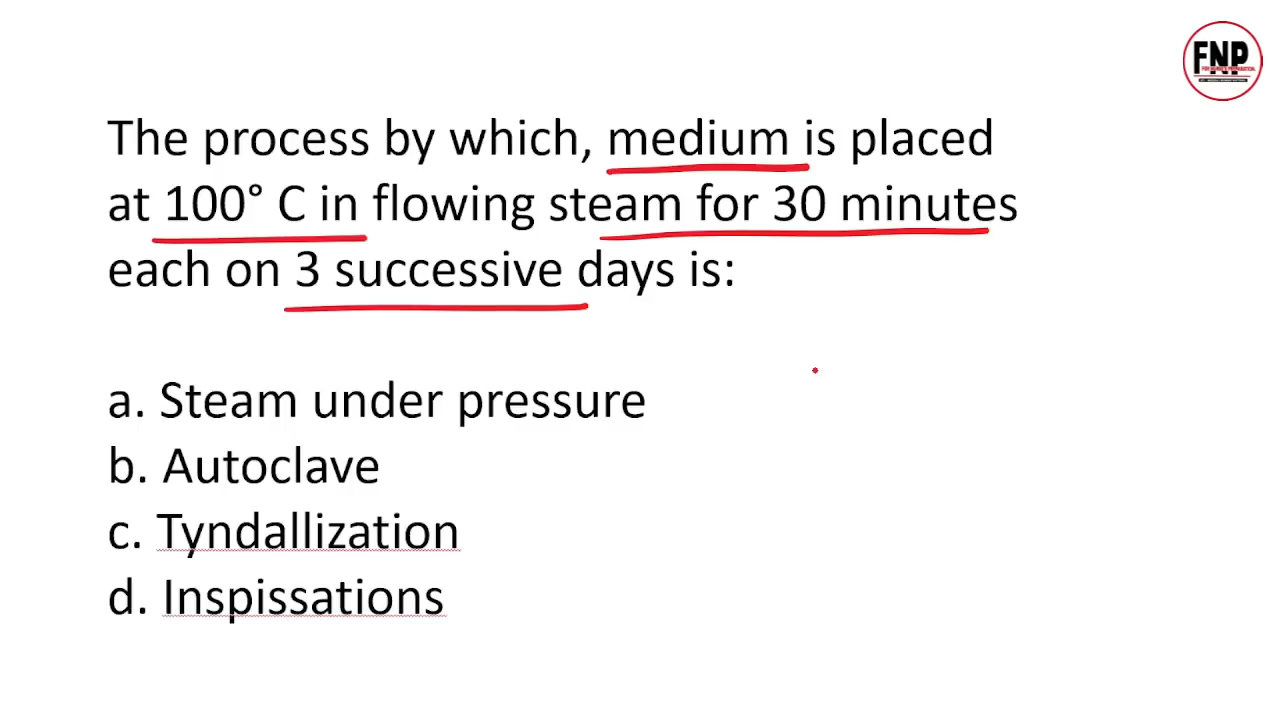 FNP
The process by which, medium is placed
at 100° C in flowing steam for 30 minutes
each on 3 successive days is:
a. Steam under pressure
b. Autoclave
c. Tyndallization
d. Inspissations